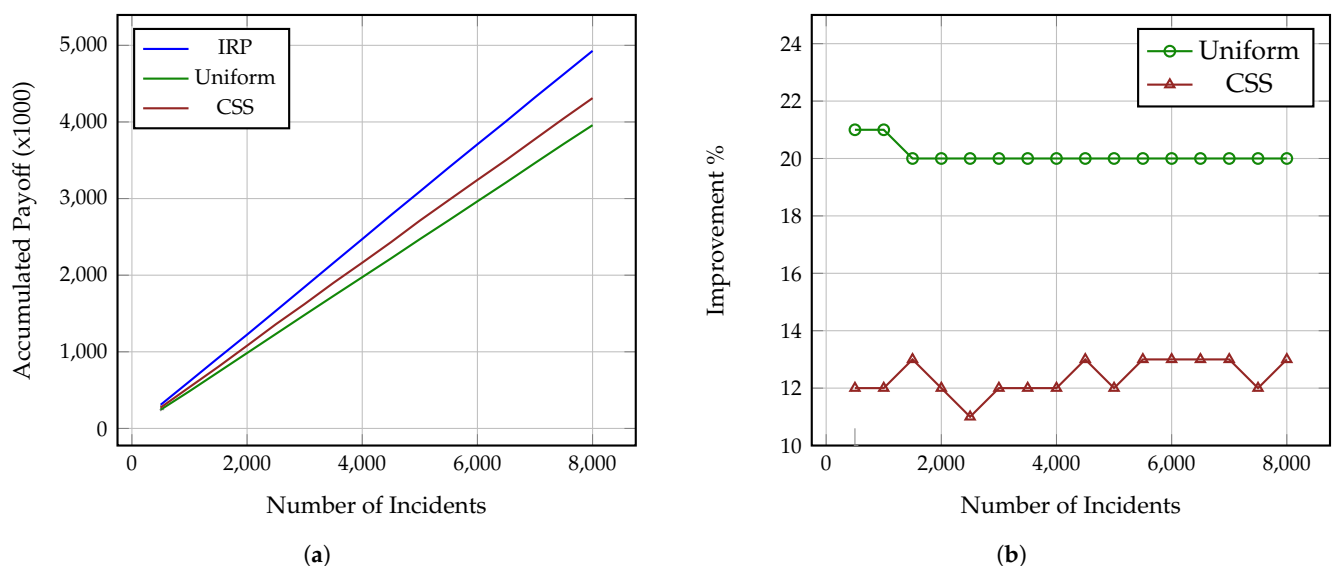 IRP
Uniform
CSS
5,000
4,000
3,000
2,000
1,000
0
0 2,000 4,000 6,000 8,000
Accumulated Payoff (x1000)
Number of Incidents
(a)
Uniform
CSS
24
22
20
18
16
14
12
10
0 2,000 4,000 6,000 8,000
Improvement %
Number of Incidents
(b)